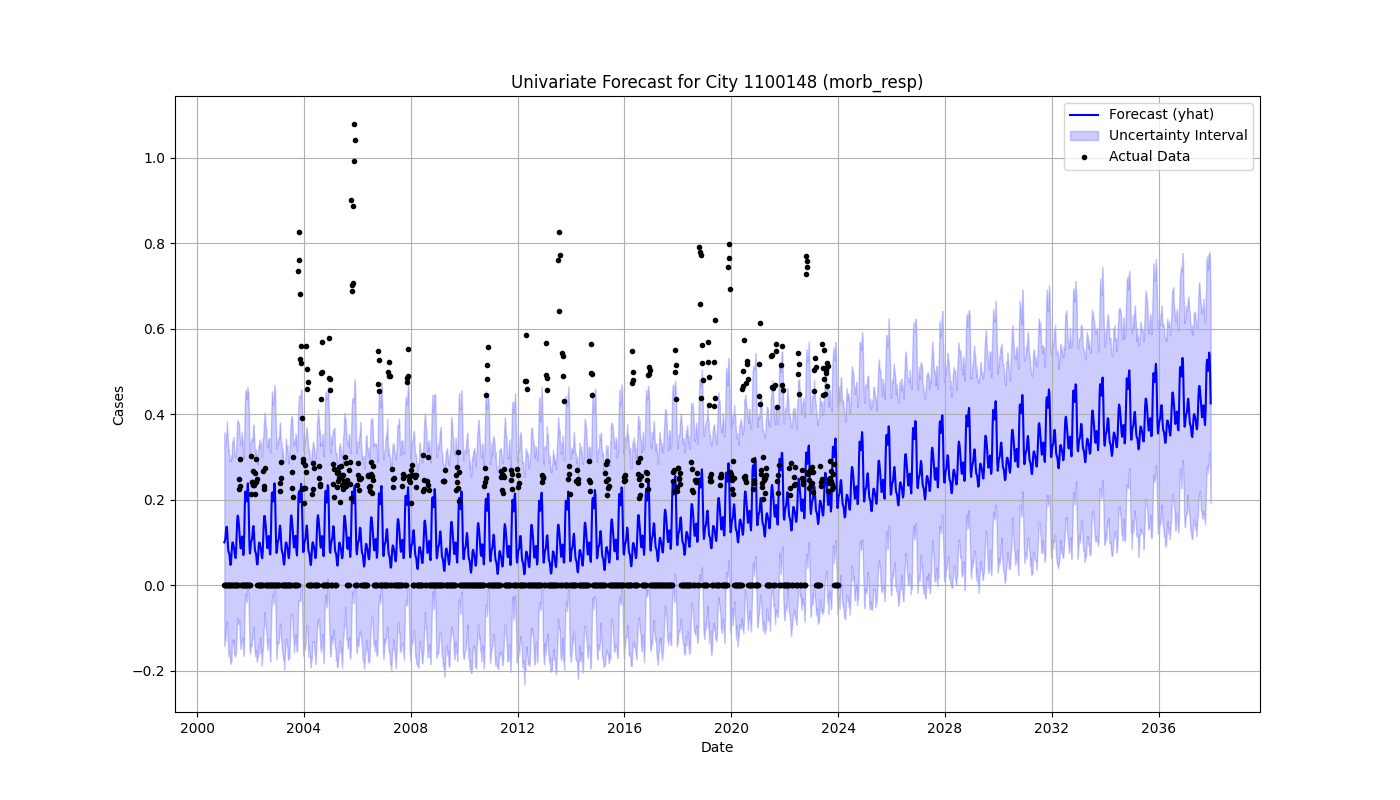 Univariate Forecast for City 1100148 (morb_resp)
Forecast (yhat)
Uncertainty Interval
Actual Data
Cases
1.0
0.8
0.6
0.4
0.2
0.0
−0.2
2000 2004 2008 2012 2016 2020 2024 2028 2032 2036
Date